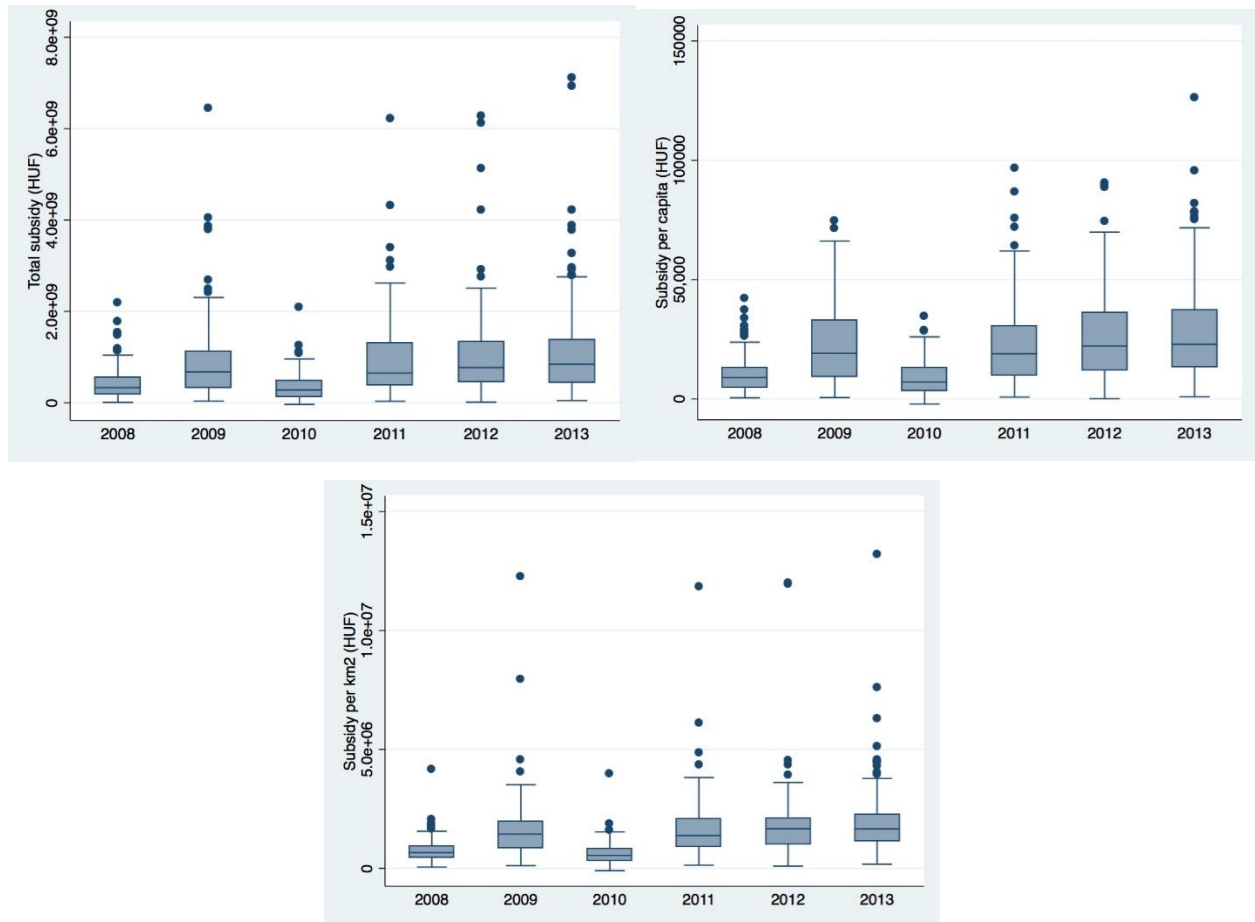 Total subsidy (HUF)
8.0e+09
6.0e+09
4.0e+09
2.0e+09
0
2008 2009 2010 2011 2012 2013
Subsidy per capita (HUF)
150000
100000
50,000
0
2008 2009 2010 2011 2012 2013
Subsidy per km2 (HUF)
1.5e+07
1.0e+07
5.0e+06
0
2008 2009 2010 2011 2012 2013